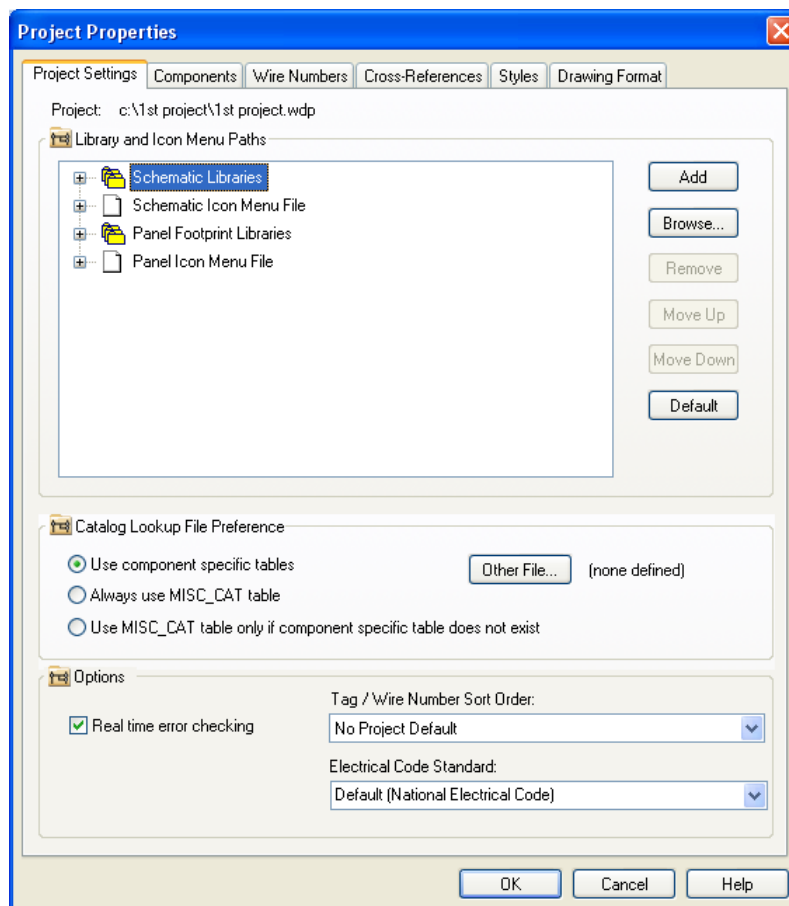 Project Properties
Project Settings Components Wire Numbers Cross-References Styles Drawing Format
Project: c:\1st project\1st project.wdp
Library and Icon Menu Paths
Schematic Libraries
Schematic Icon Menu File
Panel Footprint Libraries
Panel Icon Menu File
Add
Browse...
Remove
Move Up
Move Down
Default
Catalog Lookup File Preference
Use component specific tables
Other File... (none defined)
Always use MISC_CAT table
Use MISC_CAT table only if component specific table does not exist
Options
Real time error checking
Tag / Wire Number Sort Order:
No Project Default
Electrical Code Standard:
Default (National Electrical Code)
OK Cancel Help